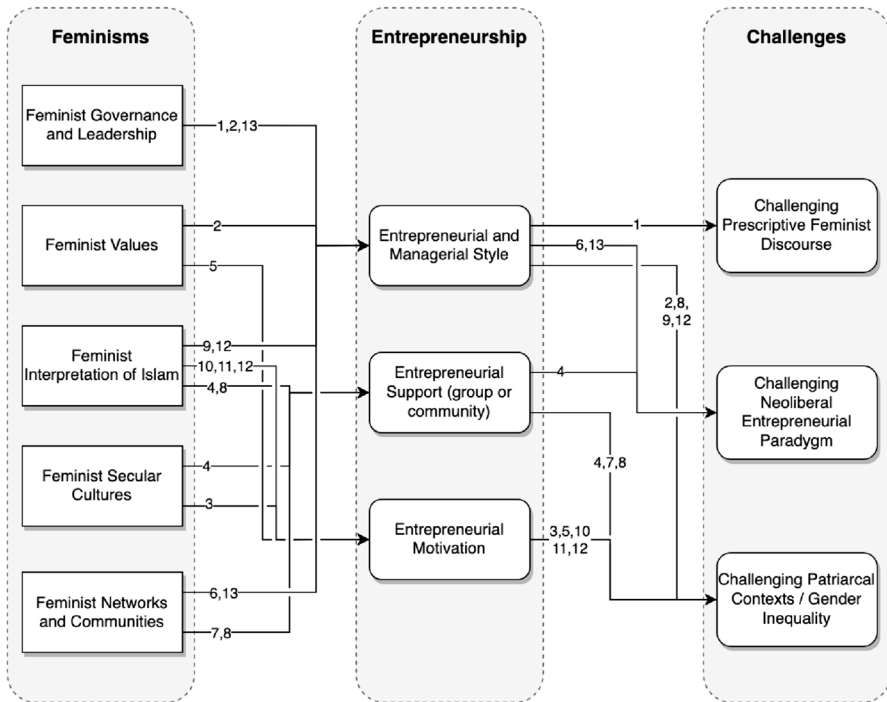 Feminisms
Feminist Governance
and Leadership
1,2,13
Feminist Values
2
5
Feminist
Interpretation of Islam
9,12
10,11,12
4,8
Feminist Secular
Cultures
4
3
Feminist Networks
and Communities
6,13
7,8
Entrepreneurship
Entrepreneurial and
Managerial Style
1
6,13
2,8,
9,12
Entrepreneurial
Support (group or
community)
4
4,7,8
Entrepreneurial
Motivation
3,5,10
11,12
Challenges
Challenging
Prescriptive Feminist
Discourse
Challenging
Neoliberal
Entrepreneurial
Paradygm
Challenging Patriarcal
Contexts / Gender
Inequality